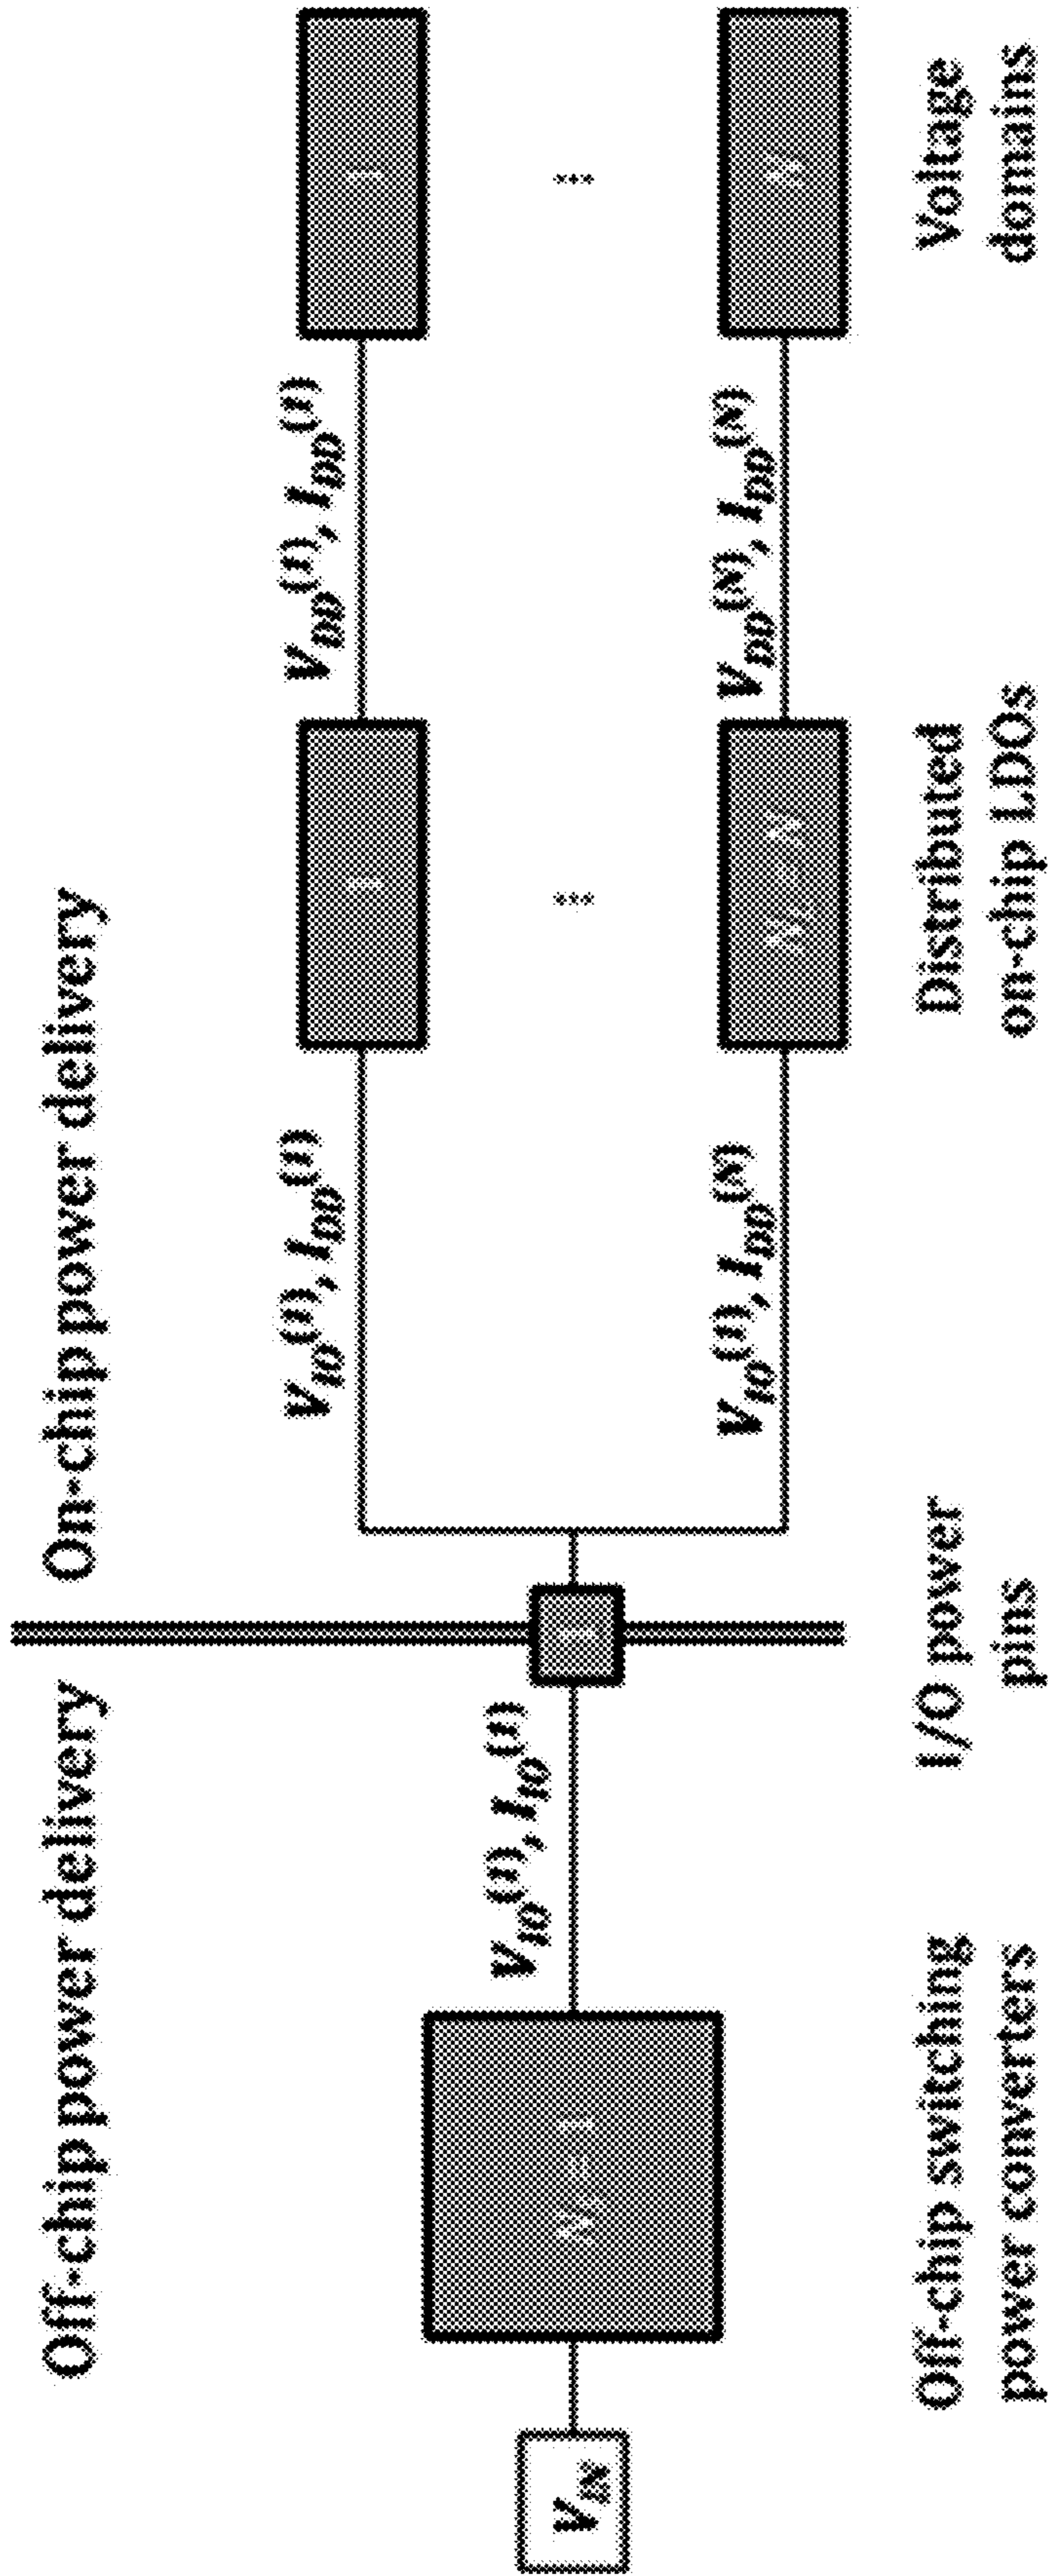 Off-chip power delivery
On-chip power delivery
V_IN
V_IO^(1), I_IO^(1)
V_IO^(1), I_DD^(1)
1
V_DD^(1), I_DD^(1)
1
...
...
V_IO^(1), I_DD^(N)
V_DD^(N), I_DD^(N)
N
Off-chip switching
power converters
I/O power
pins
Distributed
on-chip LDOs
Voltage
domains